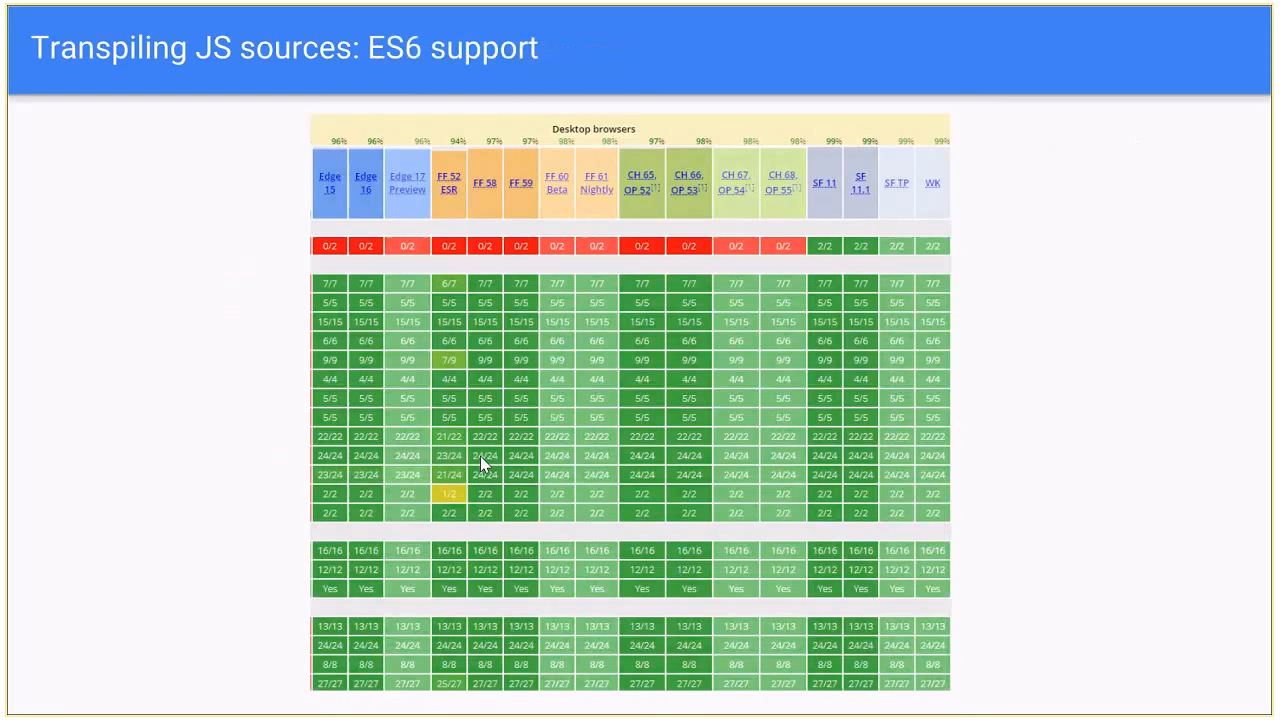 Transpiling JS sources: ES6 support
Desktop browsers
96% 96% 96% 94% 97% 97% 98% 98% 97% 98% 98% 98% 99% 99% 99% 99%
Edge 15 Edge 16 Edge 17 Preview FF 52 ESR FF 58 FF 59 FF 60 Beta FF 61 Nightly CH 65, OP 52[1] CH 66, OP 53[1] CH 67, OP 54[1] CH 68, OP 55[1] SF 11 SF 11.1 SF TP WK
0/2 0/2 0/2 0/2 0/2 0/2 0/2 0/2 0/2 0/2 0/2 0/2 2/2 2/2 2/2 2/2
7/7 7/7 7/7 6/7 7/7 7/7 7/7 7/7 7/7 7/7 7/7 7/7 7/7 7/7 7/7 7/7
5/5 5/5 5/5 5/5 5/5 5/5 5/5 5/5 5/5 5/5 5/5 5/5 5/5 5/5 5/5 5/5
15/15 15/15 15/15 15/15 15/15 15/15 15/15 15/15 15/15 15/15 15/15 15/15 15/15 15/15 15/15 15/15
6/6 6/6 6/6 6/6 6/6 6/6 6/6 6/6 6/6 6/6 6/6 6/6 6/6 6/6 6/6 6/6
9/9 9/9 9/9 7/9 9/9 9/9 9/9 9/9 9/9 9/9 9/9 9/9 9/9 9/9 9/9 9/9
4/4 4/4 4/4 4/4 4/4 4/4 4/4 4/4 4/4 4/4 4/4 4/4 4/4 4/4 4/4 4/4
5/5 5/5 5/5 5/5 5/5 5/5 5/5 5/5 5/5 5/5 5/5 5/5 5/5 5/5 5/5 5/5
5/5 5/5 5/5 5/5 5/5 5/5 5/5 5/5 5/5 5/5 5/5 5/5 5/5 5/5 5/5 5/5
22/22 22/22 22/22 21/22 22/22 22/22 22/22 22/22 22/22 22/22 22/22 22/22 22/22 22/22 22/22 22/22
24/24 24/24 24/24 23/24 24/24 24/24 24/24 24/24 24/24 24/24 24/24 24/24 24/24 24/24 24/24 24/24
23/24 23/24 23/24 21/24 24/24 24/24 24/24 24/24 24/24 24/24 24/24 24/24 24/24 24/24 24/24 24/24
2/2 2/2 2/2 1/2 2/2 2/2 2/2 2/2 2/2 2/2 2/2 2/2 2/2 2/2 2/2 2/2
2/2 2/2 2/2 2/2 2/2 2/2 2/2 2/2 2/2 2/2 2/2 2/2 2/2 2/2 2/2 2/2
16/16 16/16 16/16 16/16 16/16 16/16 16/16 16/16 16/16 16/16 16/16 16/16 16/16 16/16 16/16 16/16
12/12 12/12 12/12 12/12 12/12 12/12 12/12 12/12 12/12 12/12 12/12 12/12 12/12 12/12 12/12 12/12
Yes Yes Yes Yes Yes Yes Yes Yes Yes Yes Yes Yes Yes Yes Yes Yes
13/13 13/13 13/13 13/13 13/13 13/13 13/13 13/13 13/13 13/13 13/13 13/13 13/13 13/13 13/13 13/13
24/24 24/24 24/24 24/24 24/24 24/24 24/24 24/24 24/24 24/24 24/24 24/24 24/24 24/24 24/24 24/24
8/8 8/8 8/8 8/8 8/8 8/8 8/8 8/8 8/8 8/8 8/8 8/8 8/8 8/8 8/8 8/8
27/27 27/27 27/27 25/27 27/27 27/27 27/27 27/27 27/27 27/27 27/27 27/27 27/27 27/27 27/27 27/27